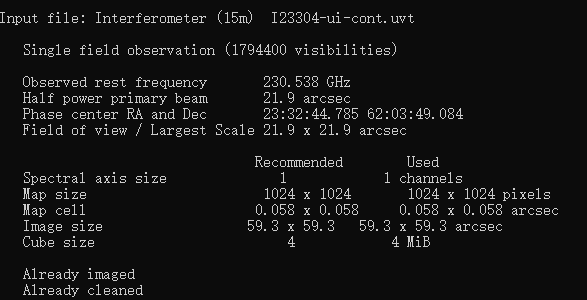 Input file: Interferometer (15m)  I23304-ui-cont.uvt
Single field observation (1794400 visibilities)
Observed rest frequency 230.538 GHz
Half power primary beam 21.9 arcsec
Phase center RA and Dec 23:32:44.785 62:03:49.084
Field of view / Largest Scale 21.9 x 21.9 arcsec
Recommended Used
Spectral axis size 1 1 channels
Map size 1024 x 1024 1024 x 1024 pixels
Map cell 0.058 x 0.058 0.058 x 0.058 arcsec
Image size 59.3 x 59.3 59.3 x 59.3 arcsec
Cube size 4 4 MiB
Already imaged
Already cleaned